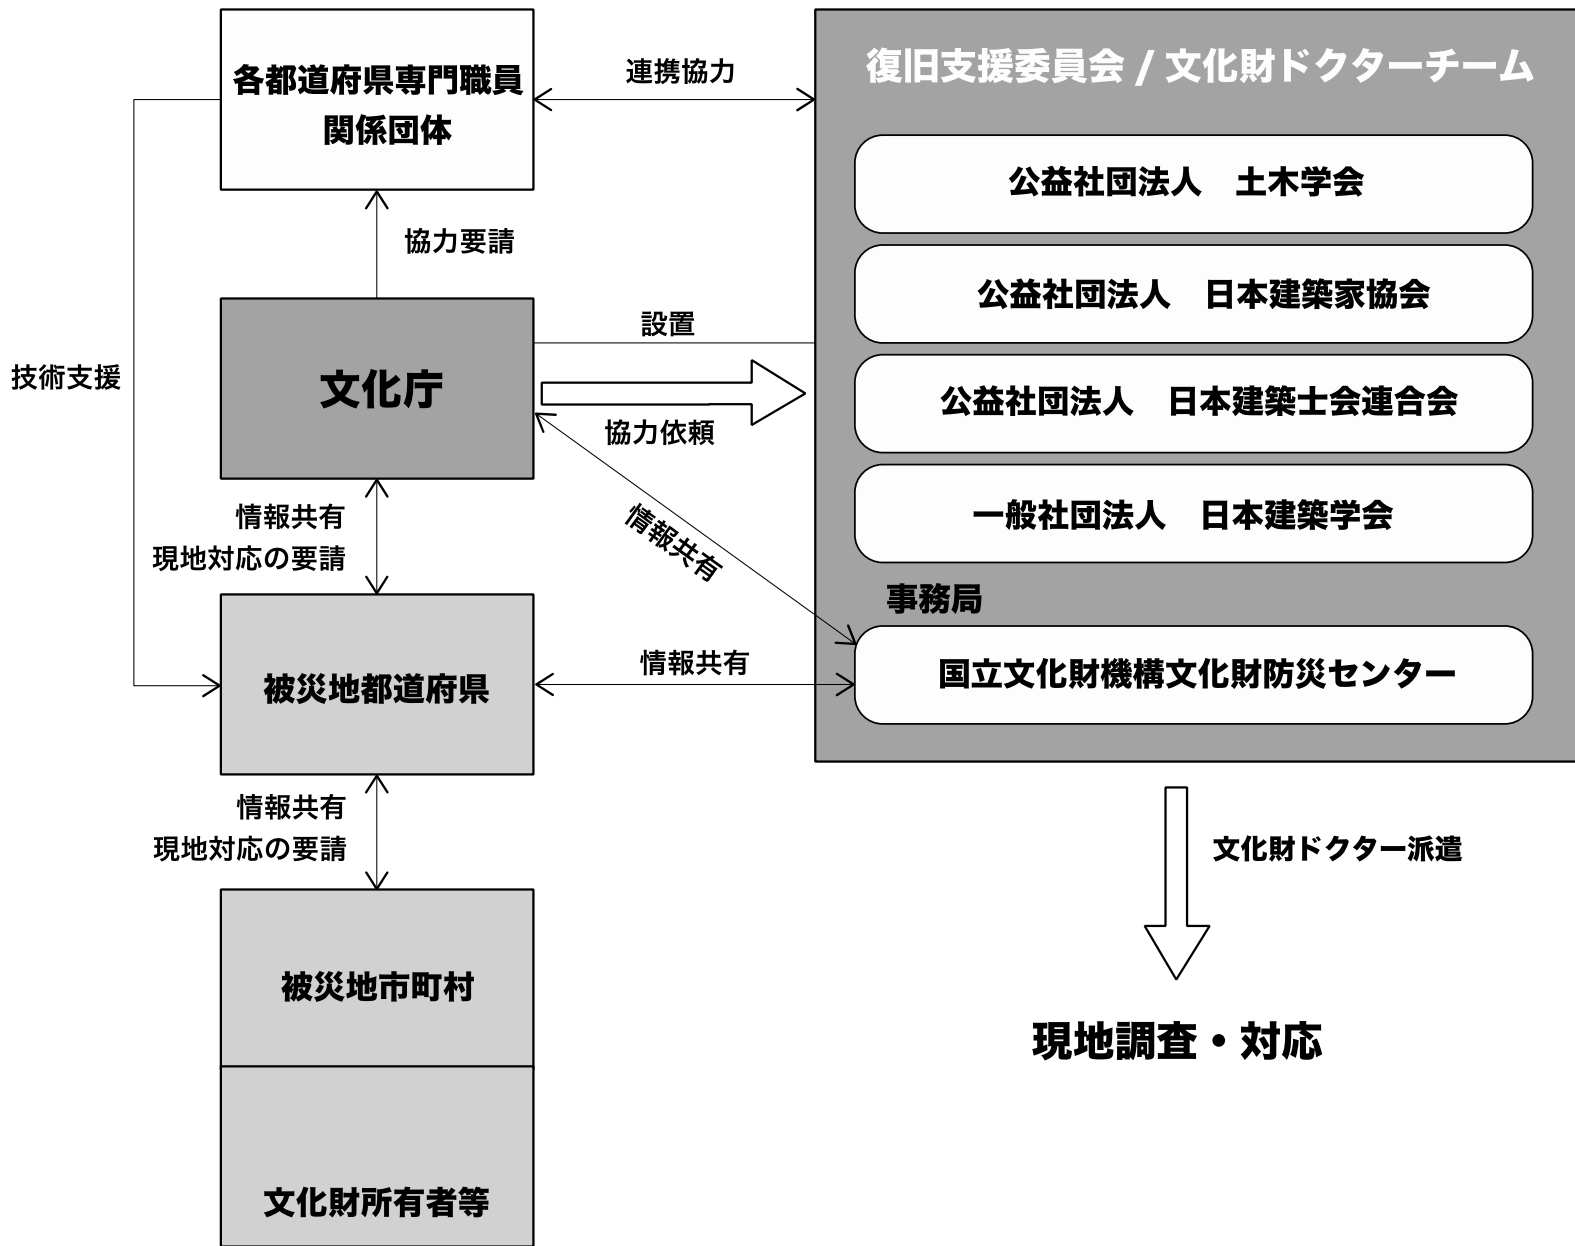 各都道府県専門職員
関係団体
連携協力
復旧支援委員会 / 文化財ドクターチーム
公益社団法人　土木学会
公益社団法人　日本建築家協会
公益社団法人　日本建築士会連合会
一般社団法人　日本建築学会
事務局
国立文化財機構文化財防災センター
協力要請
設置
文化庁
協力依頼
技術支援
情報共有
現地対応の要請
情報共有
被災地都道府県
情報共有
情報共有
現地対応の要請
文化財ドクター派遣
被災地市町村
現地調査・対応
文化財所有者等